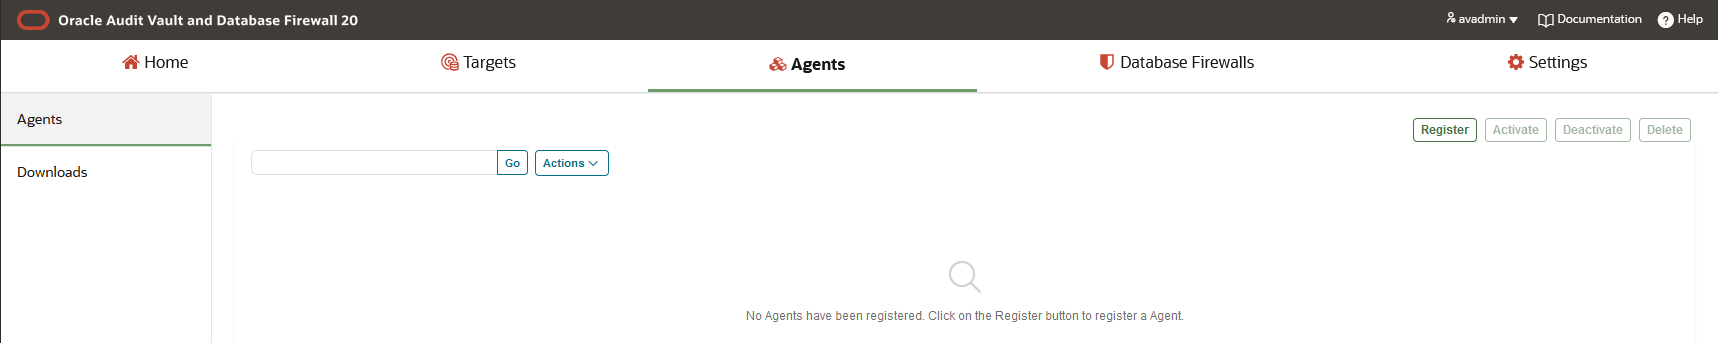 Oracle Audit Vault and Database Firewall 20
avadmin
Documentation
Help
Home
Targets
Agents
Database Firewalls
Settings
Agents
Downloads
Register
Activate
Deactivate
Delete
Go
Actions
No Agents have been registered. Click on the Register button to register a Agent.